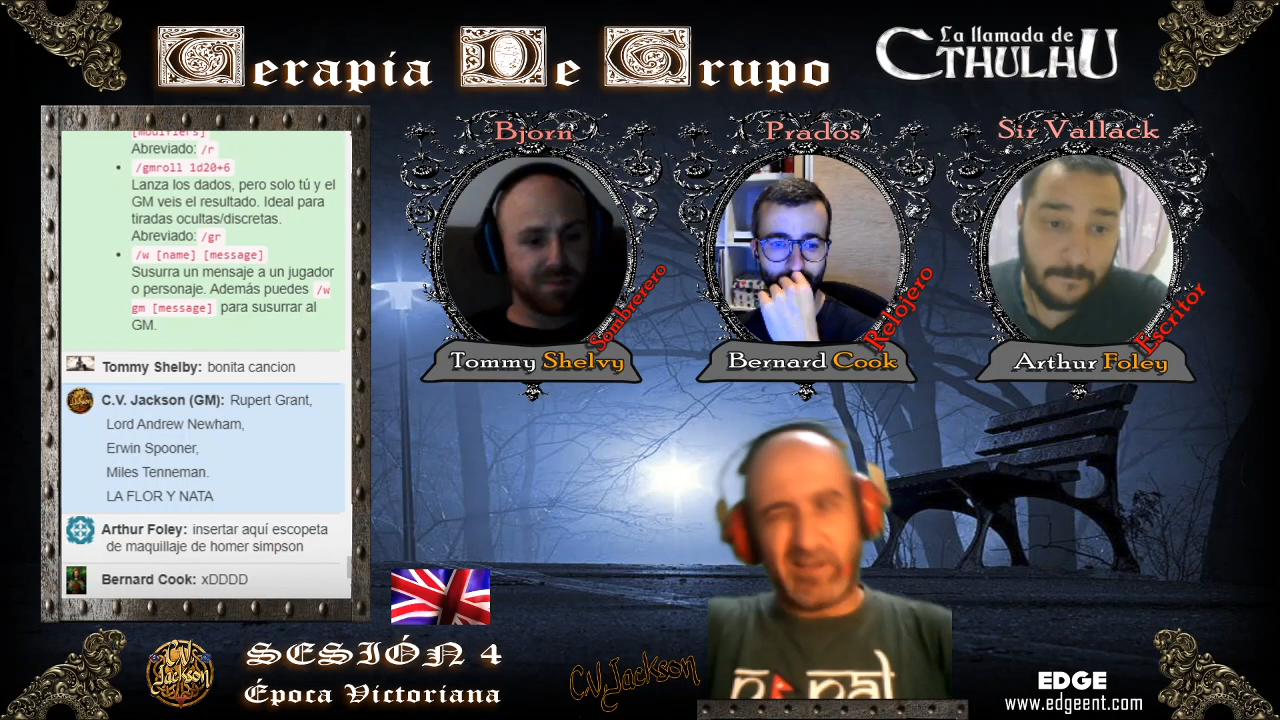 Terapia De Grupo
La llamada de
CTHULHU
[modifiers]
Abreviado: /r
/gmroll 1d20+6
Lanza los dados, pero solo tú y el
GM veis el resultado. Ideal para
tiradas ocultas/discretas.
Abreviado: /gr
/w [name] [message]
Susurra un mensaje a un jugador
o personaje. Además puedes /w
gm [message] para susurrar al
GM.
Tommy Shelby: bonita cancion
C.V. Jackson (GM): Rupert Grant,
Lord Andrew Newham,
Erwin Spooner,
Miles Tenneman.
LA FLOR Y NATA
Arthur Foley: insertar aquí escopeta
de maquillaje de homer simpson
Bernard Cook: xDDDD
Bjorn
Sombrerero
Tommy Shelvy
Prados
Relojero
Bernard Cook
Sir Vallack
Escritor
Arthur Foley
C.V.
Jackson
SESIÓN 4
Época Victoriana
C.V. Jackson
EDGE
www.edgeent.com